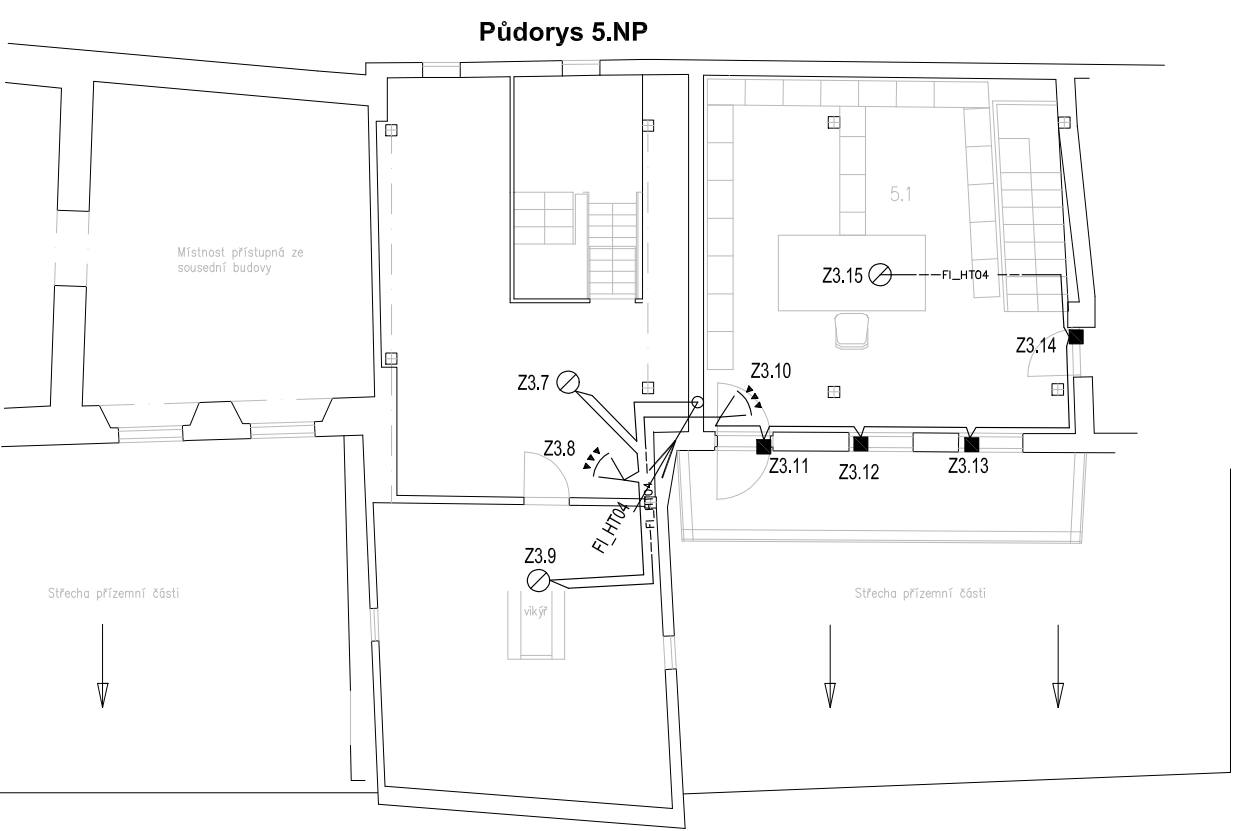 Půdorys 5.NP
5.1
Místnost přístupná ze
sousední budovy
Z3.15
FI_HT04
Z3.14
Z3.7
Z3.10
Z3.8
Z3.11
Z3.12
Z3.13
FI_HT04
FI_HT04
Z3.9
Střecha přízemní části
vikýř
Střecha přízemní části